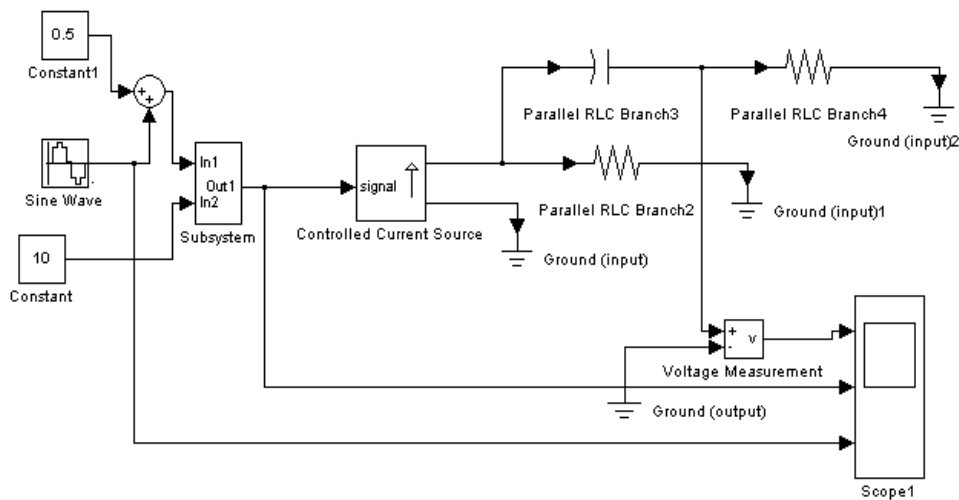 0.5
Constant1
+
+
Sine Wave
In1
Out1
In2
Subsystem
10
Constant
signal
Controlled Current Source
Ground (input)
Parallel RLC Branch3
Parallel RLC Branch4
Ground (input)2
Parallel RLC Branch2
Ground (input)1
+
-
v
Voltage Measurement
Ground (output)
Scope1